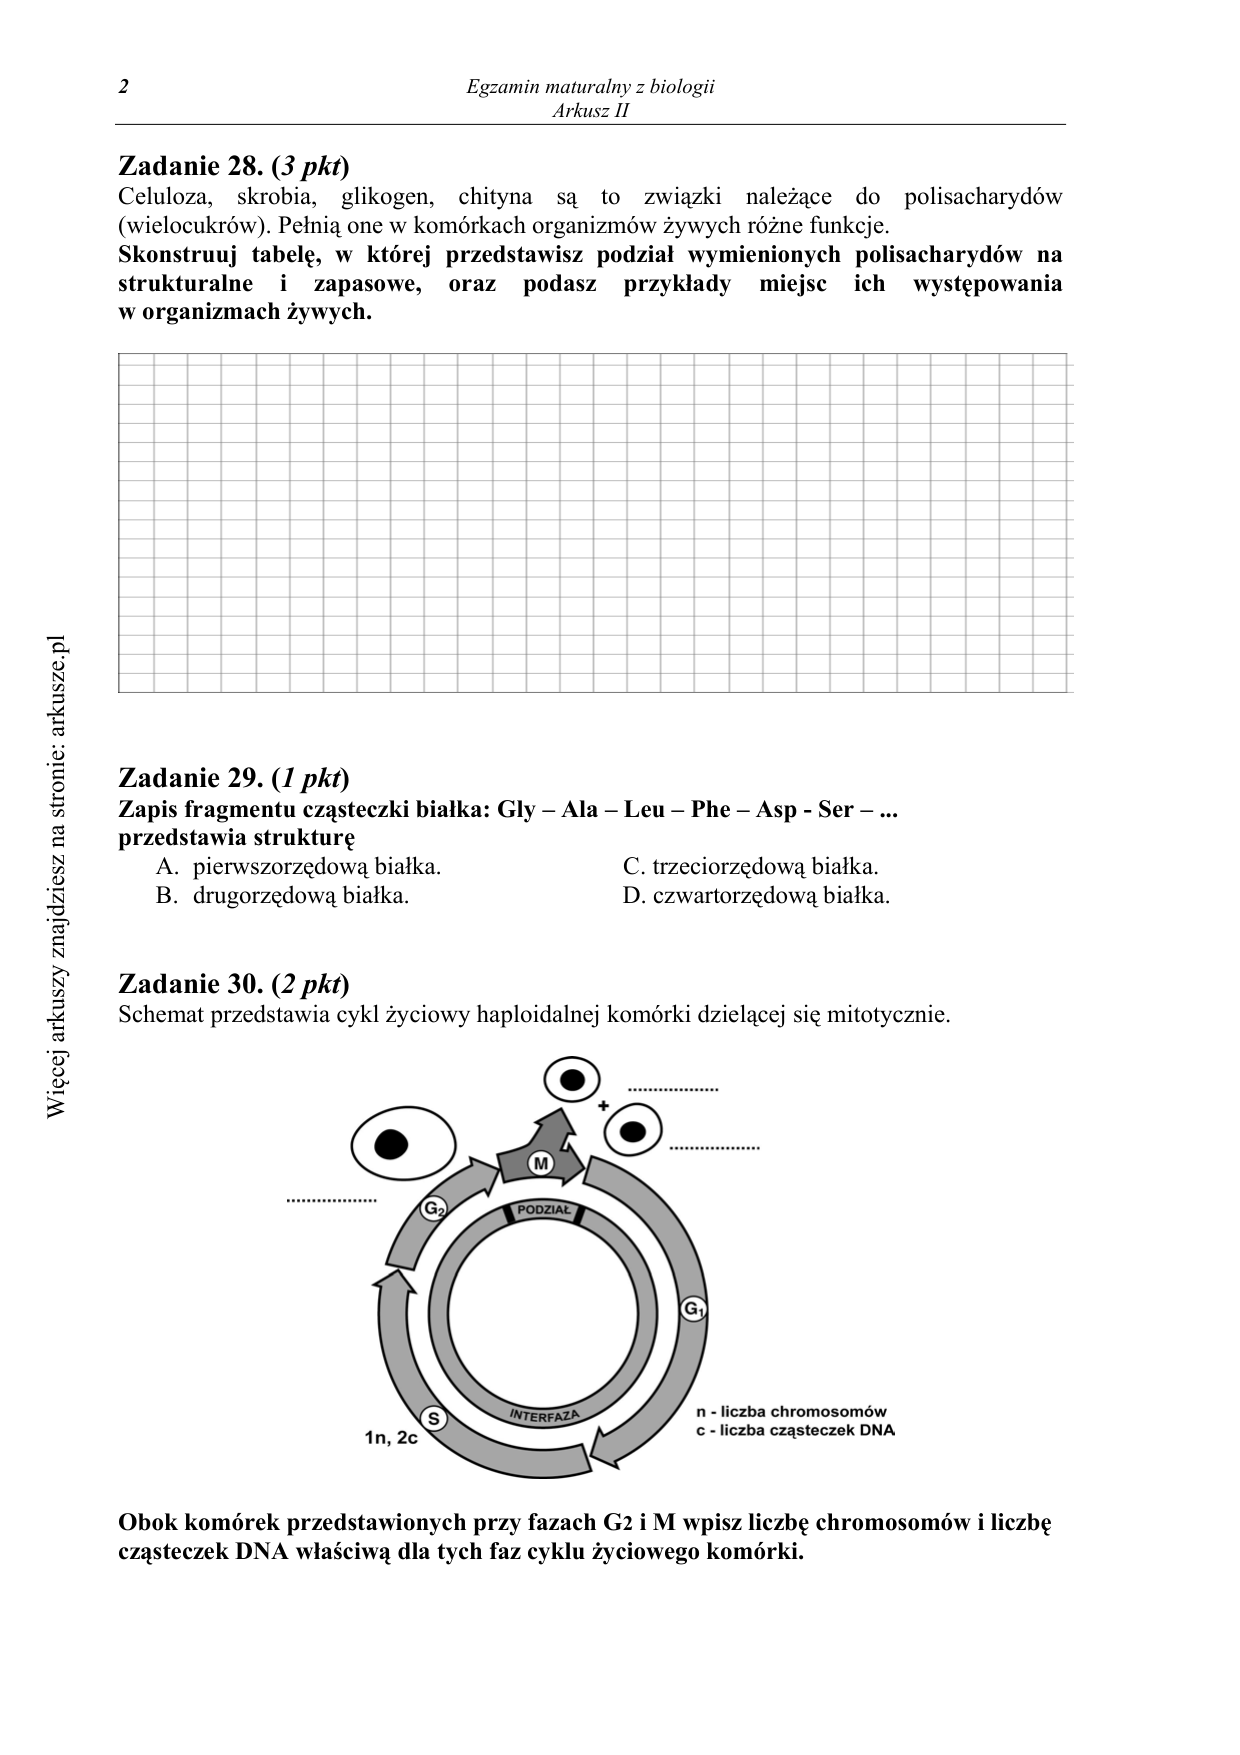 2
Egzamin maturalny z biologii
Arkusz II
Zadanie 28. (3 pkt)
Celuloza, skrobia, glikogen, chityna są to związki należące do polisacharydów
(wielocukrów). Pełnią one w komórkach organizmów żywych różne funkcje.
Skonstruuj tabelę, w której przedstawisz podział wymienionych polisacharydów na
strukturalne i zapasowe, oraz podasz przykłady miejsc ich występowania
w organizmach żywych.
Więcej arkuszy znajdziesz na stronie: arkusze.pl
Zadanie 29. (1 pkt)
Zapis fragmentu cząsteczki białka: Gly – Ala – Leu – Phe – Asp - Ser – ...
przedstawia strukturę
A. pierwszorzędową białka. C. trzeciorzędową białka.
B. drugorzędową białka. D. czwartorzędową białka.
Zadanie 30. (2 pkt)
Schemat przedstawia cykl życiowy haploidalnej komórki dzielącej się mitotycznie.
..................
+
..................
M
..................
G2
PODZIAŁ
G1
INTERFAZA
S
1n, 2c
n - liczba chromosomów
c - liczba cząsteczek DNA
Obok komórek przedstawionych przy fazach G2 i M wpisz liczbę chromosomów i liczbę
cząsteczek DNA właściwą dla tych faz cyklu życiowego komórki.